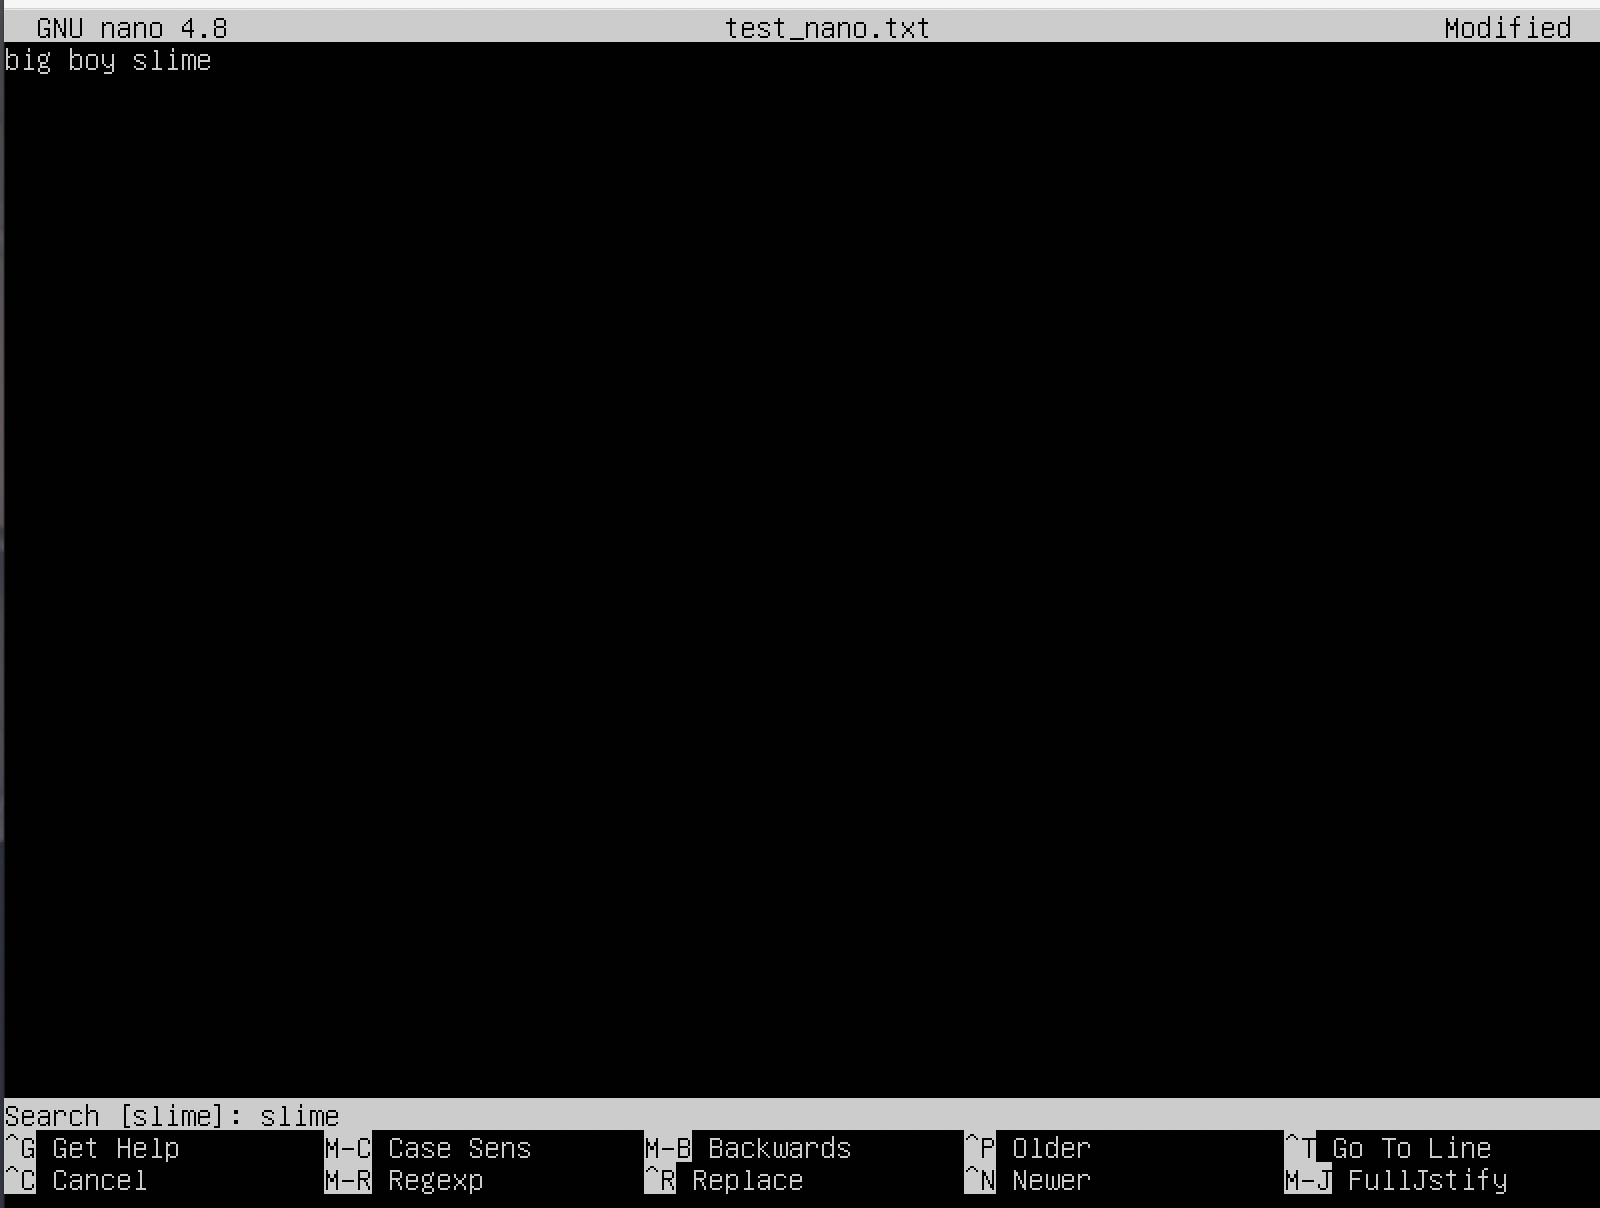 GNU nano 4.8 test_nano.txt Modified
big boy slime
Search [slime]: slime
^G Get Help M-C Case Sens M-B Backwards ^P Older ^T Go To Line
^C Cancel M-R Regexp ^R Replace ^N Newer M-J FullJstify